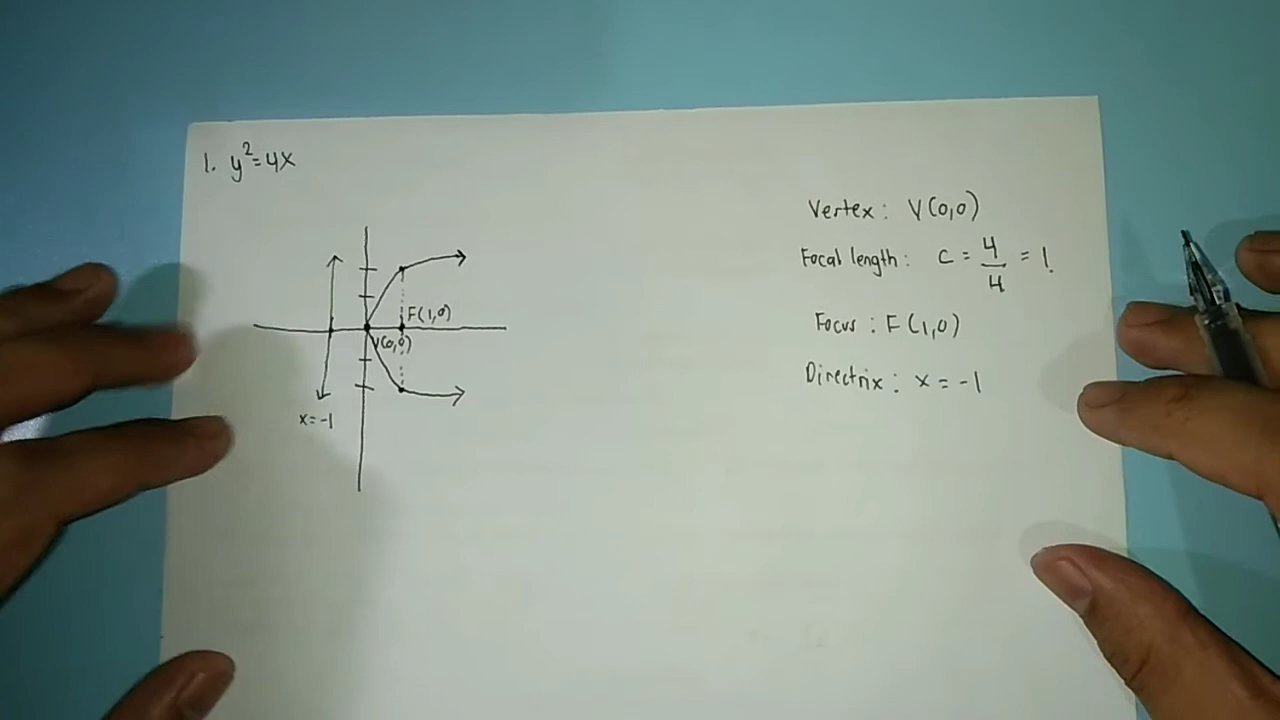 1. y²=4x
Vertex: V(0,0)
Focal length: c = 4/4 = 1.
Focus: F(1,0)
Directrix: x = -1
F(1,0)
V(0,0)
x=-1